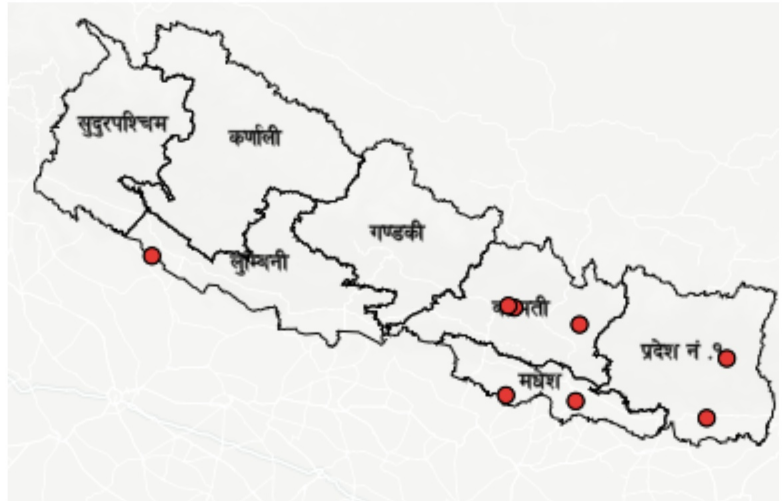 सुदुरपश्चिम
कर्णाली
लुम्बिनी
गण्डकी
मधेश
प्रदेश नं .१